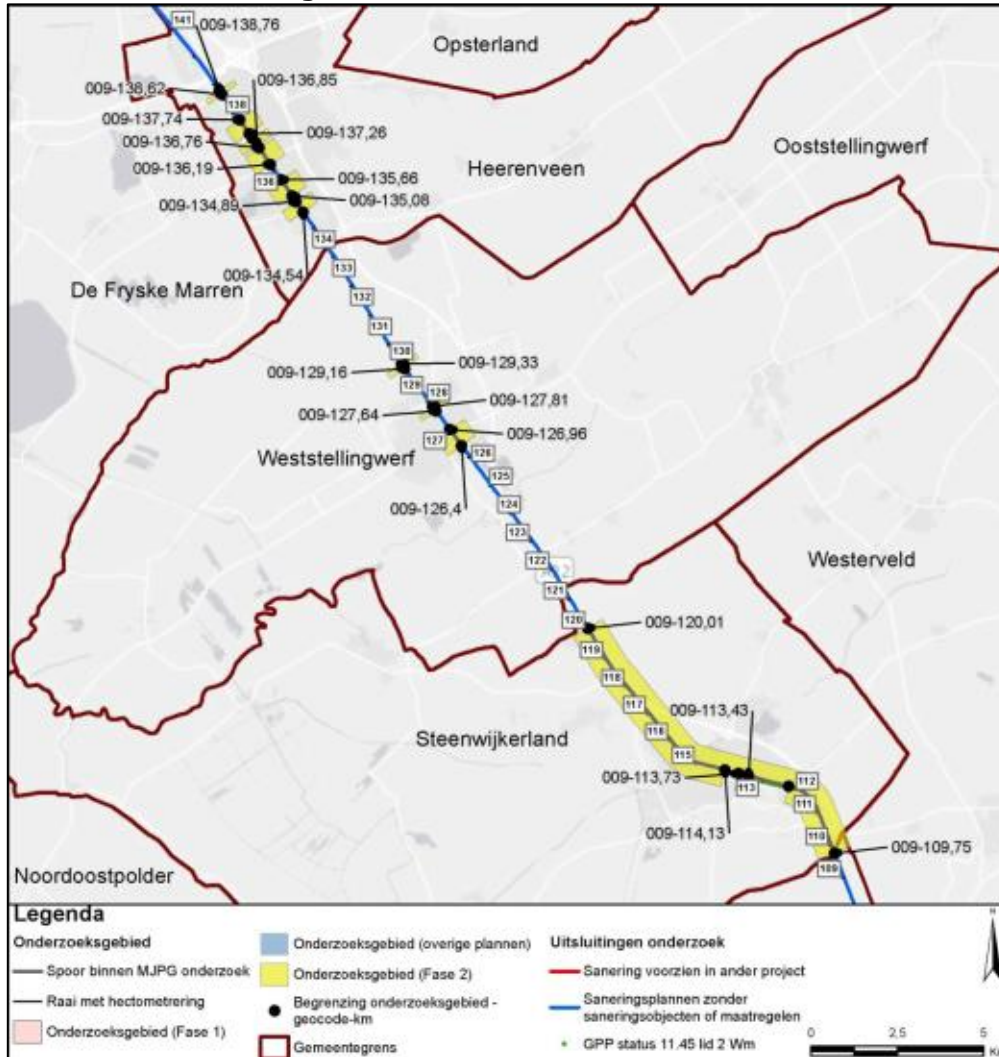 141
009-138,76
Opsterland
009-138,62
009-136,85
138
009-137,74
009-137,26
Ooststellingwerf
009-136,76
Heerenveen
009-136,19
009-135,66
136
009-135,08
009-134,89
134
009-134,54
133
De Fryske Marren
132
131
130
009-129,33
009-129,16
129
128
009-127,81
009-127,64
009-126,96
127
Weststellingwerf
126
125
009-126,4
124
123
122
Westerveld
121
120
009-120,01
119
118
117
009-113,43
116
Steenwijkerland
115
009-113,73
113
112
111
009-114,13
110
009-109,75
109
Noordoostpolder
Legenda
Onderzoeksgebied
Spoor binnen MJPG onderzoek
Raai met hectometrering
Onderzoeksgebied (Fase 1)
Onderzoeksgebied (overige plannen)
Onderzoeksgebied (Fase 2)
Begrenzing onderzoeksgebied -
geocode-km
Gemeentegrens
Uitsluitingen onderzoek
Sanering voorzien in ander project
Saneringsplannen zonder
saneringsobjecten of maatregelen
GPP status 11.45 lid 2 Wm
0 2,5 5